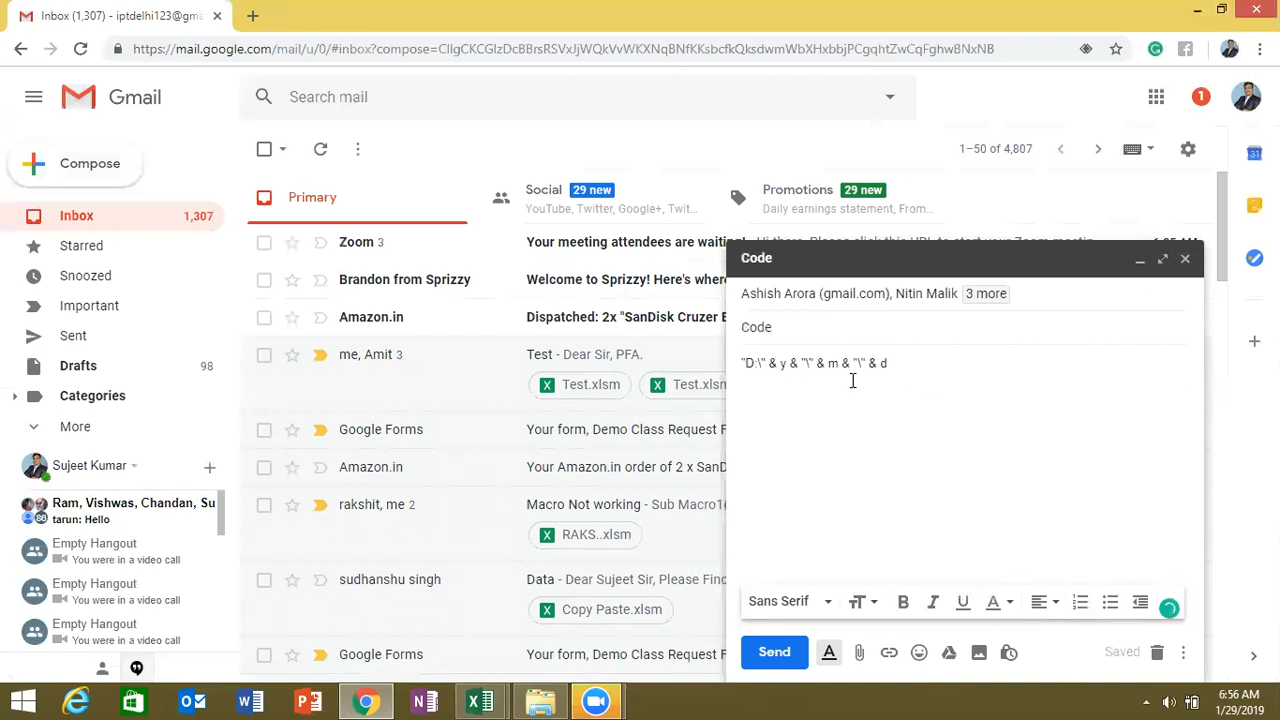 Inbox (1,307) - iptdelhi123@gma
https://mail.google.com/mail/u/0/#inbox?compose=
Gmail
Search mail
1
Compose
1–50 of 4,807
Primary
Social 29 new
YouTube, Twitter, Google+, Twit...
Promotions 29 new
Daily earnings statement, From...
Inbox 1,307
Starred
Snoozed
Important
Sent
Drafts 98
Categories
More
Sujeet Kumar
Ram, Vishwas, Chandan, Su
tarun: Hello
Empty Hangout
You were in a video call
Empty Hangout
You were in a video call
Empty Hangout
You were in a video call
Zoom 3 Your meeting attendees are waiting!
Brandon from Sprizzy Welcome to Sprizzy! Here's where
Amazon.in Dispatched: 2x "SanDisk Cruzer B
me, Amit 3 Test - Dear Sir, PFA.
Test.xlsm Test.xlsm
Google Forms Your form, Demo Class Request F
Amazon.in Your Amazon.in order of 2 x SanD
rakshit, me 2 Macro Not working - Sub Macro1(
RAKS..xlsm
sudhanshu singh Data - Dear Sujeet Sir, Please Find
Copy Paste.xlsm
Google Forms Your form, Demo Class Request F
Code
Ashish Arora (gmail.com), Nitin Malik 3 more
Code
"D:\" & y & "\" & m & "\" & d
Sans Serif
Send
Saved
31
6:56 AM
1/29/2019